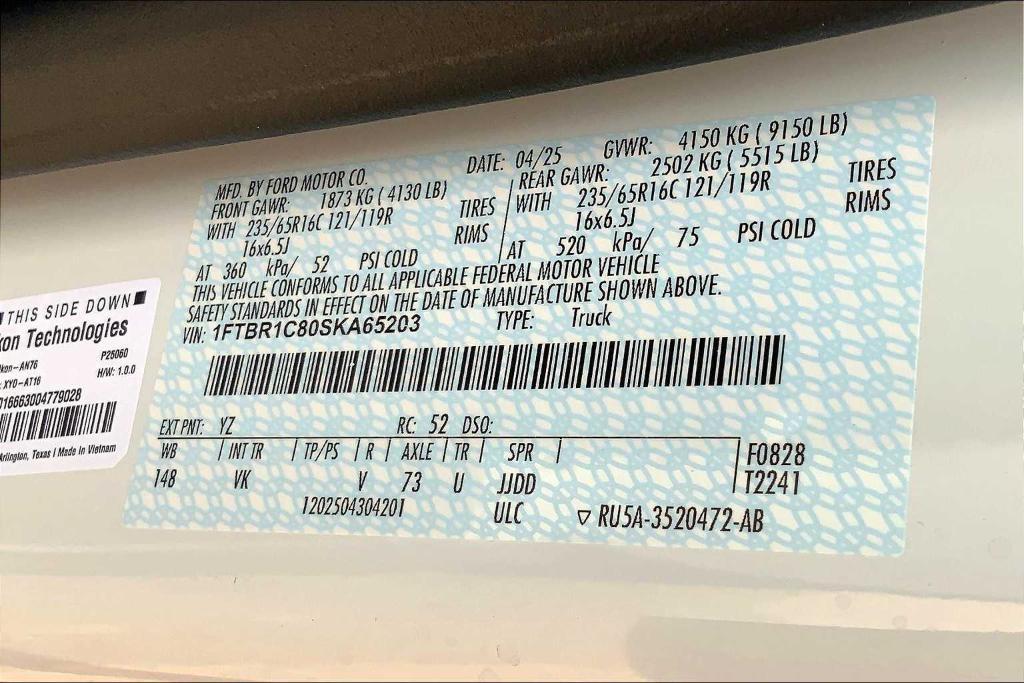 MFD. BY FORD MOTOR CO. DATE: 04/25 GVWR: 4150 KG ( 9150 LB)
FRONT GAWR: 1873 KG ( 4130 LB) REAR GAWR: 2502 KG ( 5515 LB)
WITH 235/65R16C 121/119R TIRES WITH 235/65R16C 121/119R TIRES
16x6.5J RIMS 16x6.5J RIMS
AT 360 kPa/ 52 PSI COLD AT 520 kPa/ 75 PSI COLD
THIS VEHICLE CONFORMS TO ALL APPLICABLE FEDERAL MOTOR VEHICLE
SAFETY STANDARDS IN EFFECT ON THE DATE OF MANUFACTURE SHOWN ABOVE.
VIN: 1FTBR1C80SKA65203 TYPE: Truck
EXT PNT: YZ RC: 52 DSO:
WB INT TR TP/PS R AXLE TR SPR F0828
148 VK V 73 U JJDD T2241
1202504304201 ULC RU5A-3520472-AB
THIS SIDE DOWN
Technologies
P25060
H/W: 1.0.0
XYO-AT16
16663004779028
Arlington, Texas | Made in Vietnam